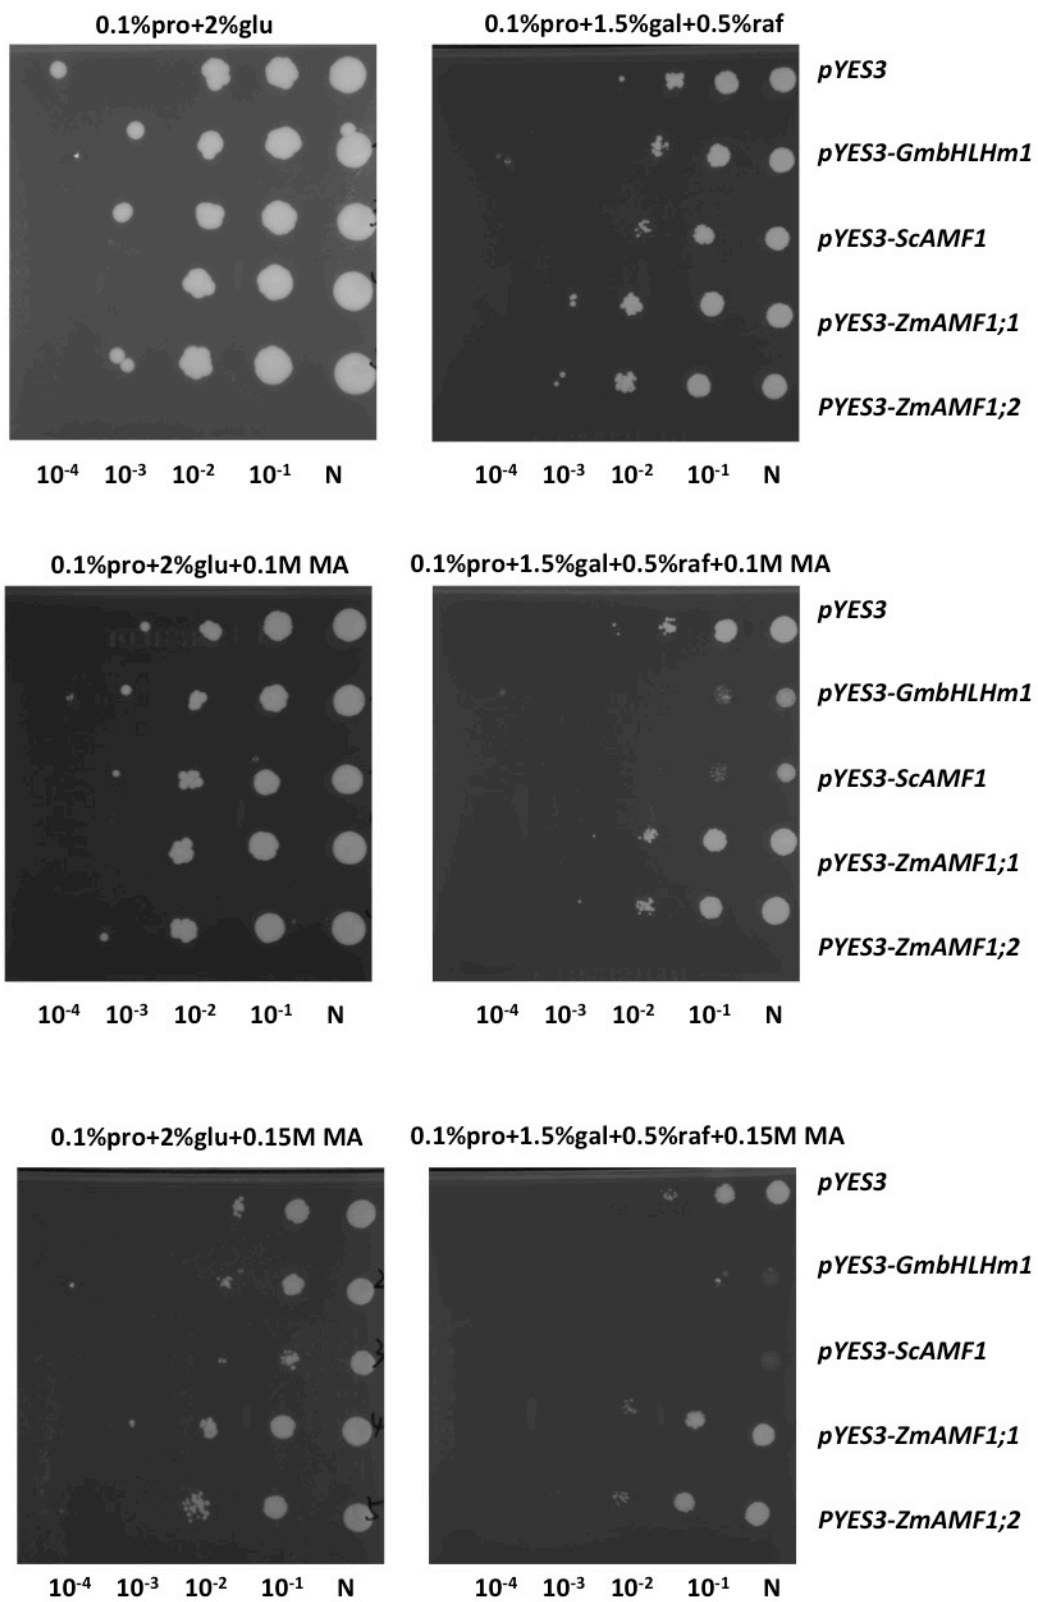 0.1%pro+2%glu
0.1%pro+1.5%gal+0.5%raf
pYES3
pYES3-GmbHLHm1
pYES3-ScAMF1
pYES3-ZmAMF1;1
PYES3-ZmAMF1;2
10-4 10-3 10-2 10-1 N
10-4 10-3 10-2 10-1 N
0.1%pro+2%glu+0.1M MA
0.1%pro+1.5%gal+0.5%raf+0.1M MA
pYES3
pYES3-GmbHLHm1
pYES3-ScAMF1
pYES3-ZmAMF1;1
PYES3-ZmAMF1;2
10-4 10-3 10-2 10-1 N
10-4 10-3 10-2 10-1 N
0.1%pro+2%glu+0.15M MA
0.1%pro+1.5%gal+0.5%raf+0.15M MA
pYES3
pYES3-GmbHLHm1
pYES3-ScAMF1
pYES3-ZmAMF1;1
PYES3-ZmAMF1;2
2
3
4
5
10-4 10-3 10-2 10-1 N
10-4 10-3 10-2 10-1 N